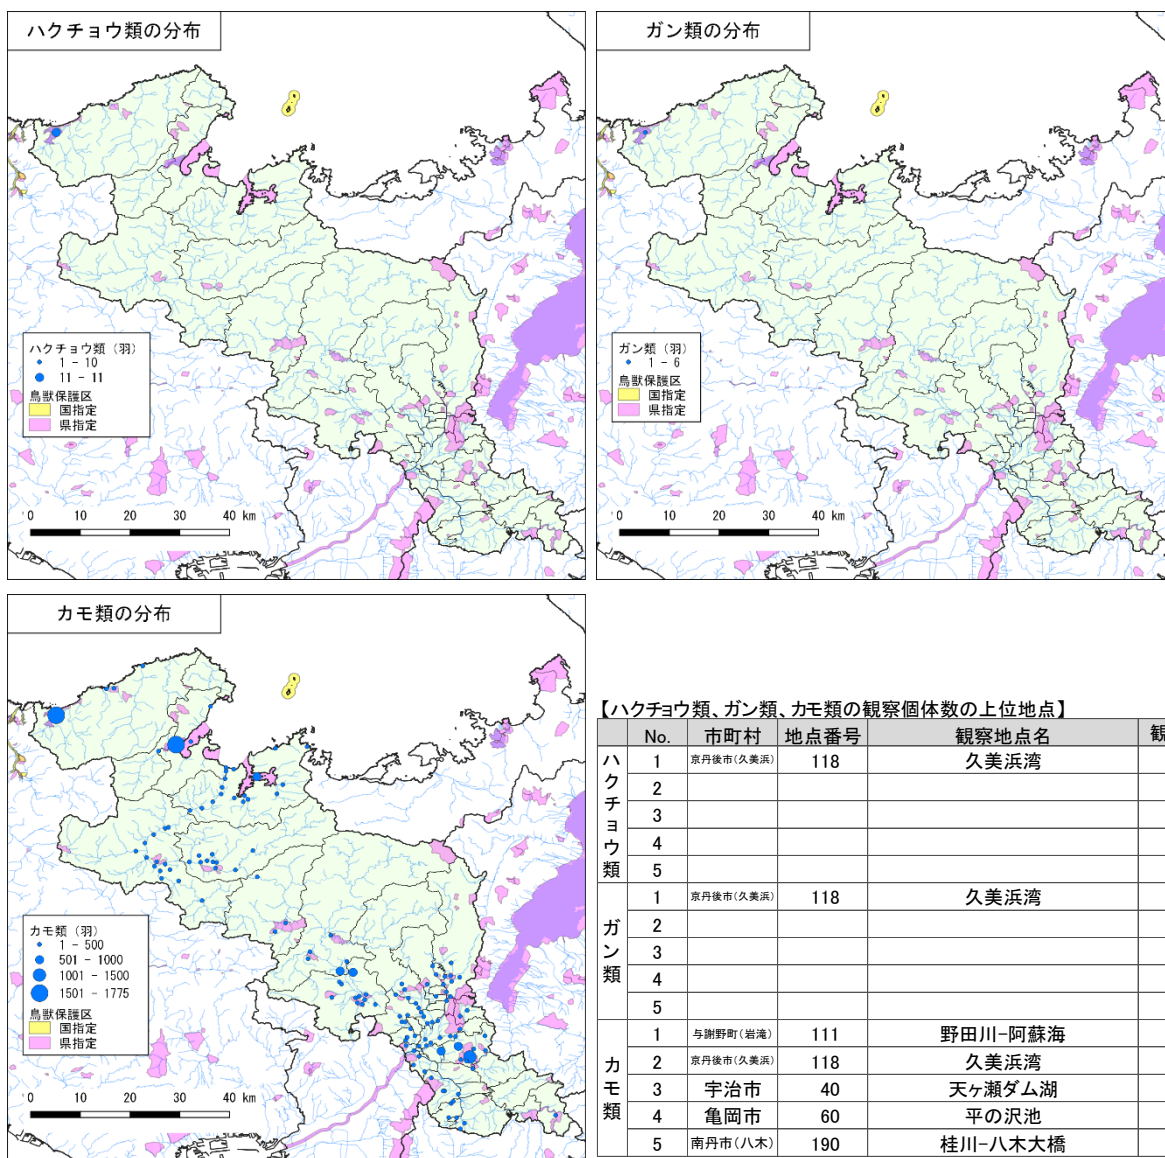 ハクチョウ類の分布
ハクチョウ類（羽）
1 - 10
11 - 11
鳥獣保護区
国指定
県指定
0 10 20 30 40 km
ガン類の分布
ガン類（羽）
1 - 6
鳥獣保護区
国指定
県指定
0 10 20 30 40 km
カモ類の分布
カモ類（羽）
1 - 500
501 - 1000
1001 - 1500
1501 - 1775
鳥獣保護区
国指定
県指定
0 10 20 30 40 km
【ハクチョウ類、ガン類、カモ類の観察個体数の上位地点】
No. 市町村 地点番号 観察地点名 観
ハクチョウ類
1 京丹後市（久美浜） 118 久美浜湾
2
3
4
5
ガン類
1 京丹後市（久美浜） 118 久美浜湾
2
3
4
5
カモ類
1 与謝野町（岩滝） 111 野田川-阿蘇海
2 京丹後市（久美浜） 118 久美浜湾
3 宇治市 40 天ヶ瀬ダム湖
4 亀岡市 60 平の沢池
5 南丹市（八木） 190 桂川-八木大橋